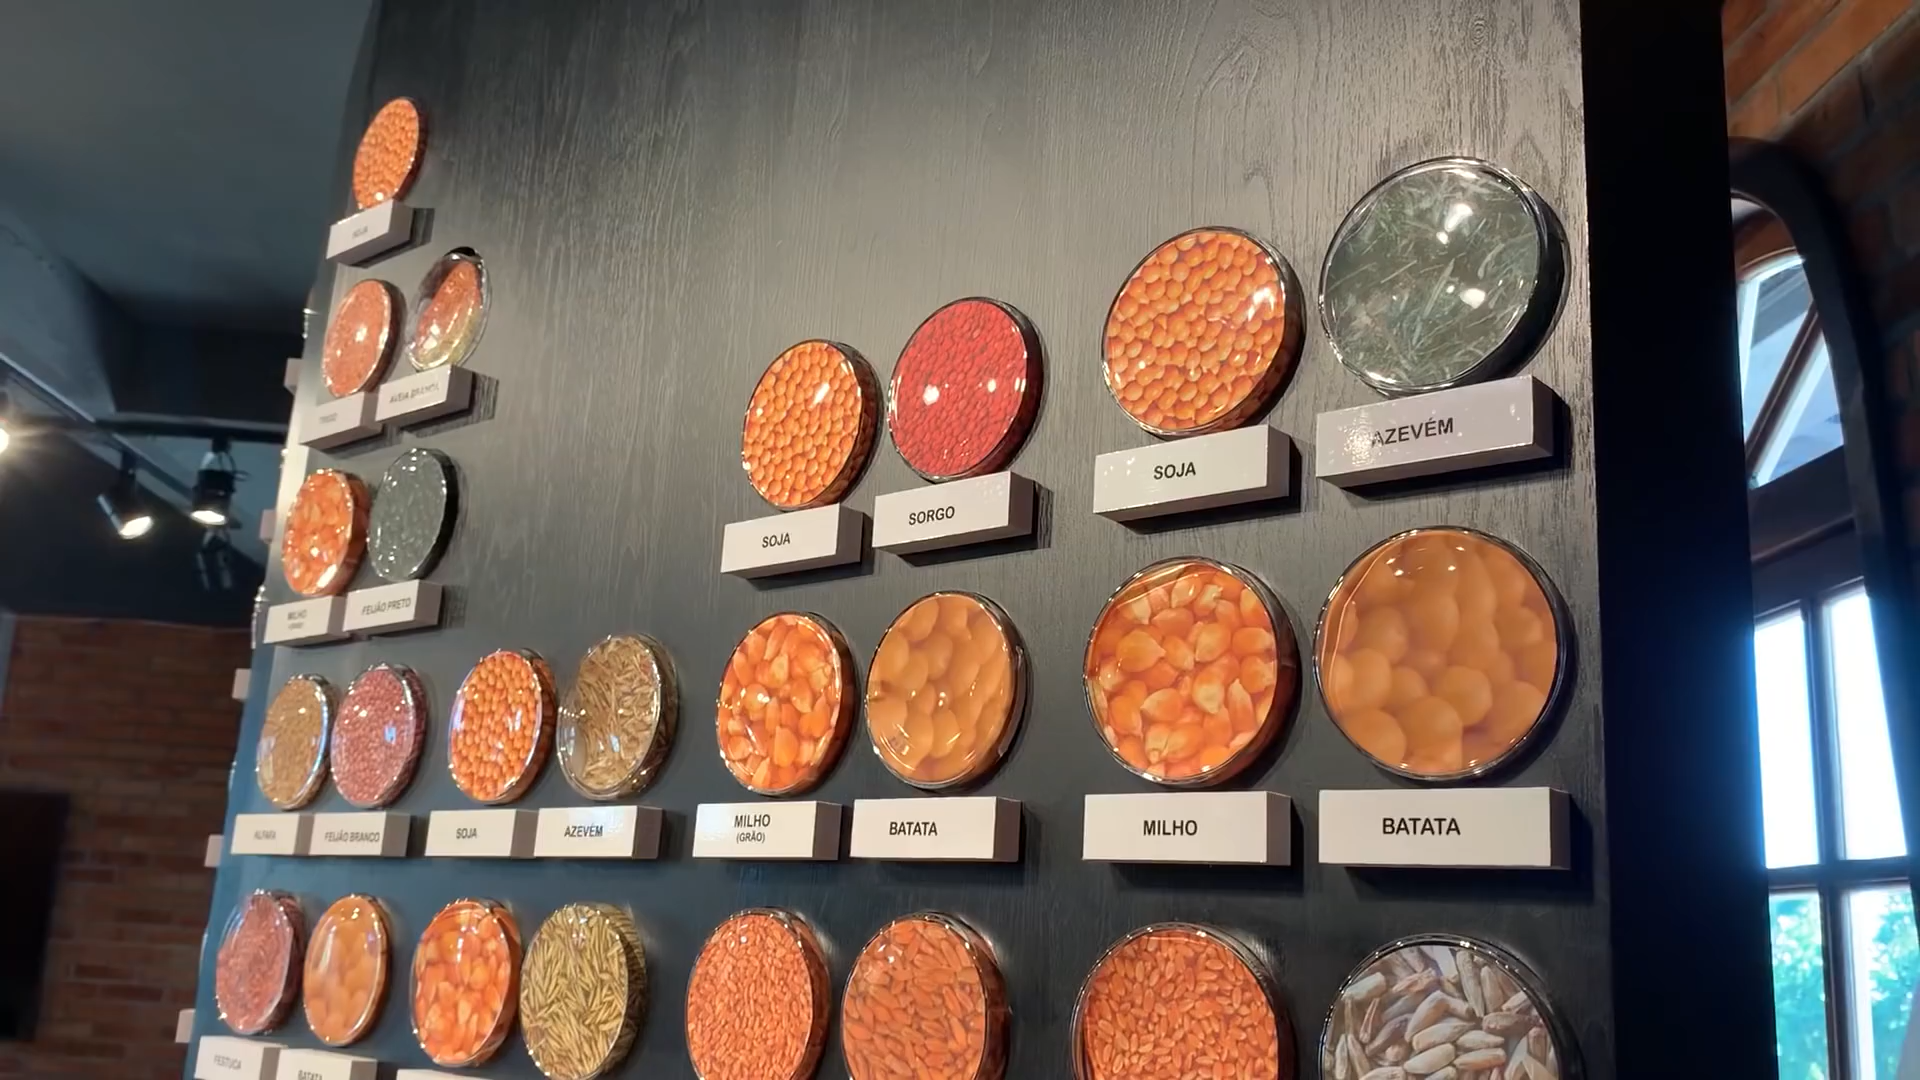 SOJA
TRIGO
AVEIA BRANCA
AZEVÉM
SOJA
SORGO
SOJA
MILHO
(GRÃO)
FEIJÃO PRETO
ALFAFA
FEIJÃO BRANCO
SOJA
AZEVÉM
MILHO
(GRÃO)
BATATA
MILHO
BATATA
FESTUCA
BATATA